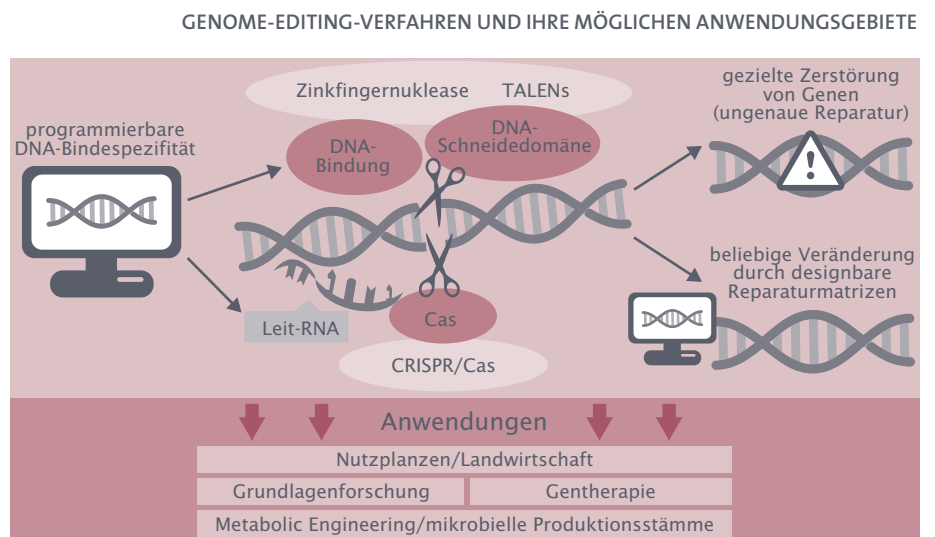 GENOME-EDITING-VERFAHREN UND IHRE MÖGLICHEN ANWENDUNGSGEBIETE
programmierbare
DNA-Bindespezifität
Zinkfingernuklease TALENs
DNA-
Bindung
DNA-
Schneidedomäne
Leit-RNA
Cas
CRISPR/Cas
gezielte Zerstörung
von Genen
(ungenaue Reparatur)
!
beliebige Veränderung
durch designbare
Reparaturmatrizen
Anwendungen
Nutzplanzen/Landwirtschaft
Grundlagenforschung
Gentherapie
Metabolic Engineering/mikrobielle Produktionsstämme